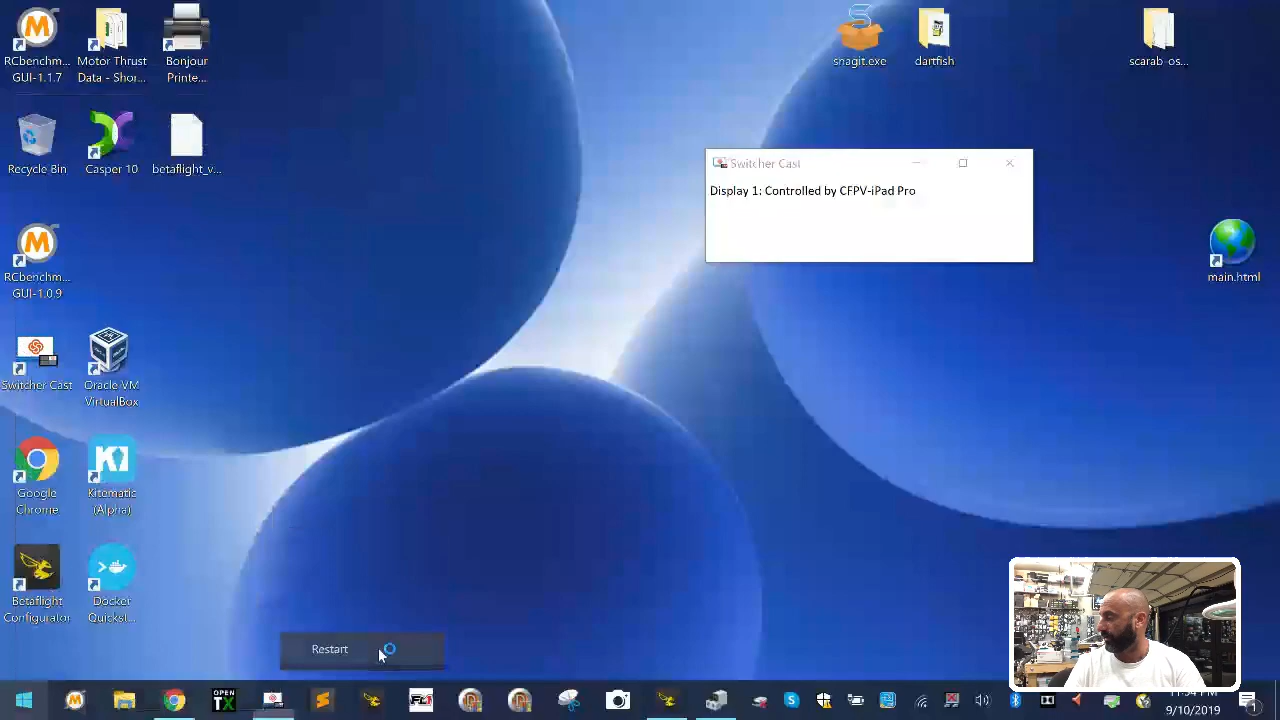 RCbenchm...
GUI-1.1.7
Motor Thrust
Data - Shor...
Bonjour
Printe...
snagit.exe
dartfish
scarab-os...
Recycle Bin
Casper 10
betaflight_v...
Switcher Cast
Display 1: Controlled by CFPV-iPad Pro
RCbenchm...
GUI-1.0.9
main.html
Switcher Cast
Oracle VM
VirtualBox
Google
Chrome
Kitematic
(Alpha)
Betaflight
Configurator
Docker
Quickst...
Restart
OPEN
TX
9/10/2019